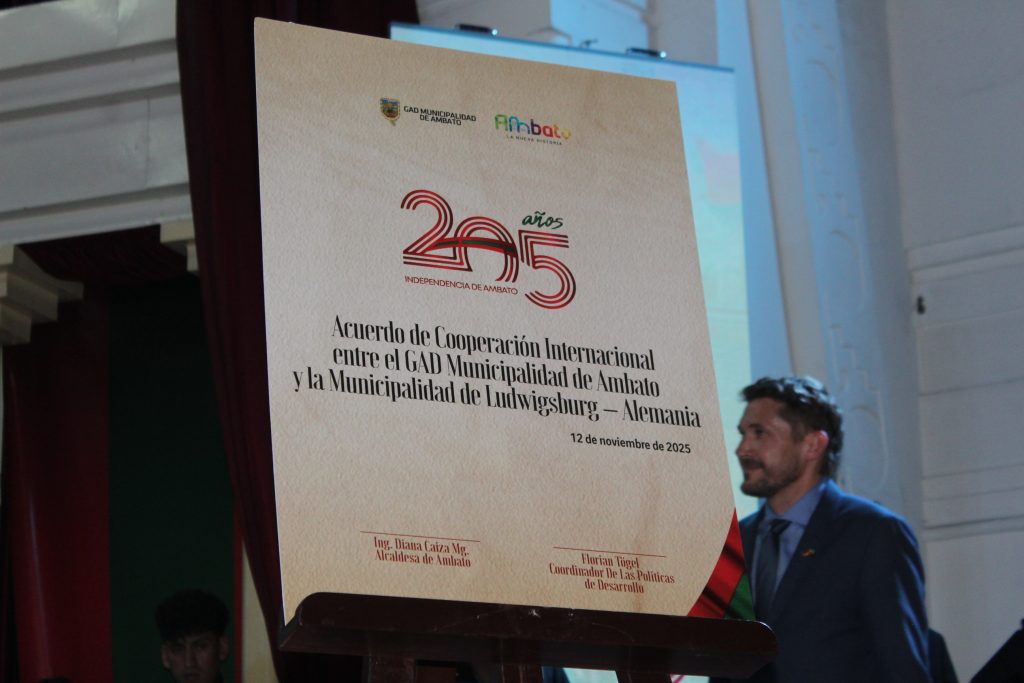 GAD MUNICIPALIDAD
DE AMBATO
AMbato
LA NUEVA HISTORIA
205 años
INDEPENDENCIA DE AMBATO
Acuerdo de Cooperación Internacional
entre el GAD Municipalidad de Ambato
y la Municipalidad de Ludwigsburg – Alemania
12 de noviembre de 2025
Ing. Diana Caiza Mg.
Alcaldesa de Ambato
Florian Tögel
Coordinador De Las Políticas
de Desarrollo